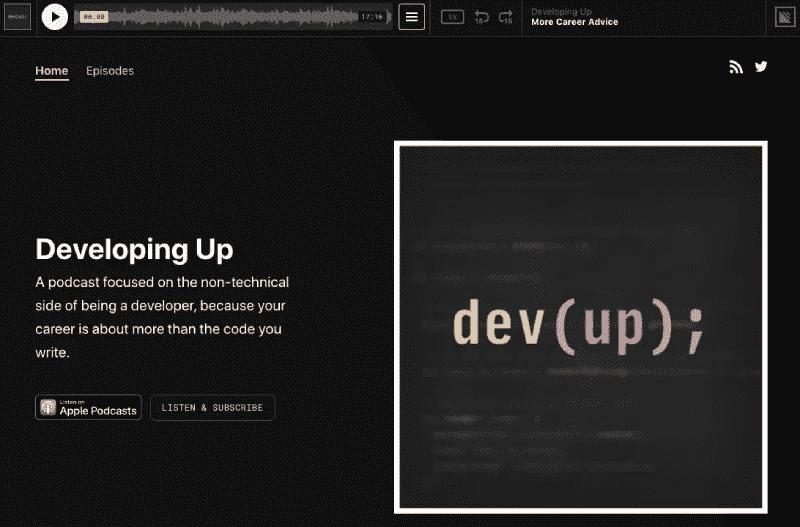 00:00
17:16
1X
15
15
Developing Up
More Career Advice
Home
Episodes
Developing Up
A podcast focused on the non-technical
side of being a developer, because your
career is about more than the code you
write.
dev(up);
Listen on
Apple Podcasts
LISTEN & SUBSCRIBE